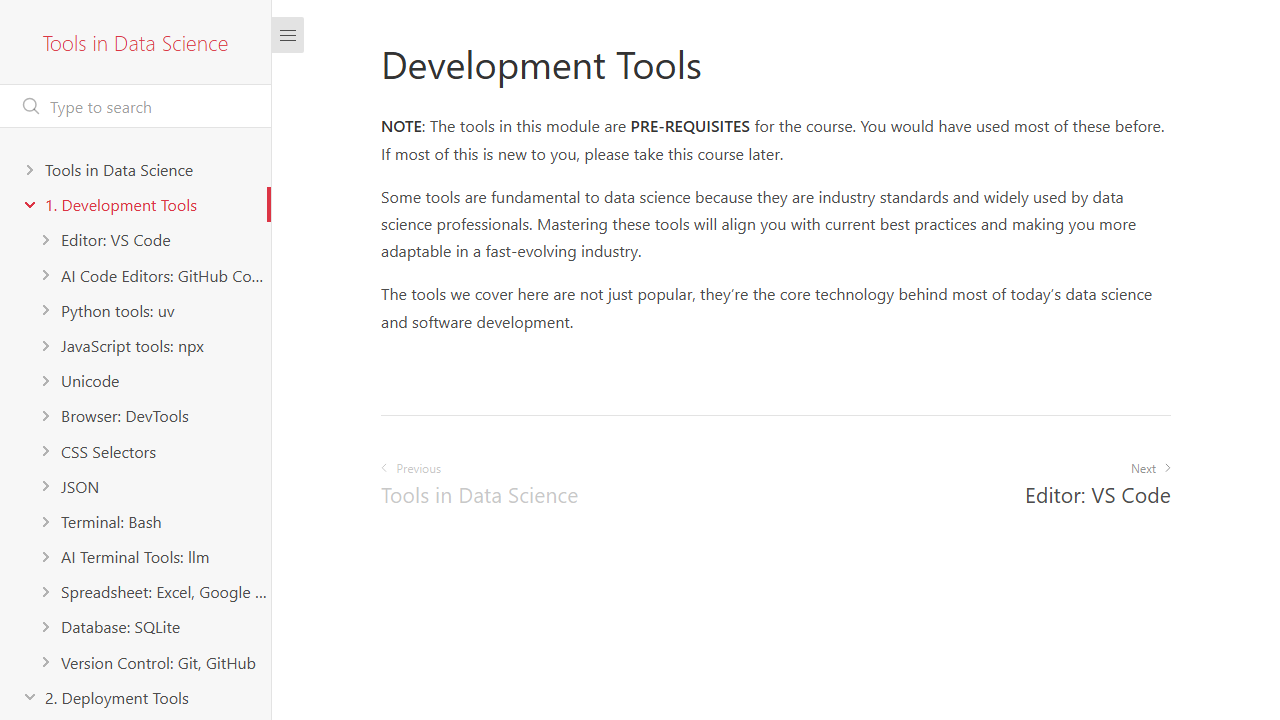 Tools in Data Science
Type to search
Tools in Data Science
1. Development Tools
Editor: VS Code
AI Code Editors: GitHub Co...
Python tools: uv
JavaScript tools: npx
Unicode
Browser: DevTools
CSS Selectors
JSON
Terminal: Bash
AI Terminal Tools: llm
Spreadsheet: Excel, Google ...
Database: SQLite
Version Control: Git, GitHub
2. Deployment Tools
Development Tools
NOTE: The tools in this module are PRE-REQUISITES for the course. You would have used most of these before.
If most of this is new to you, please take this course later.
Some tools are fundamental to data science because they are industry standards and widely used by data
science professionals. Mastering these tools will align you with current best practices and making you more
adaptable in a fast-evolving industry.
The tools we cover here are not just popular, they’re the core technology behind most of today’s data science
and software development.
Previous
Tools in Data Science
Next
Editor: VS Code